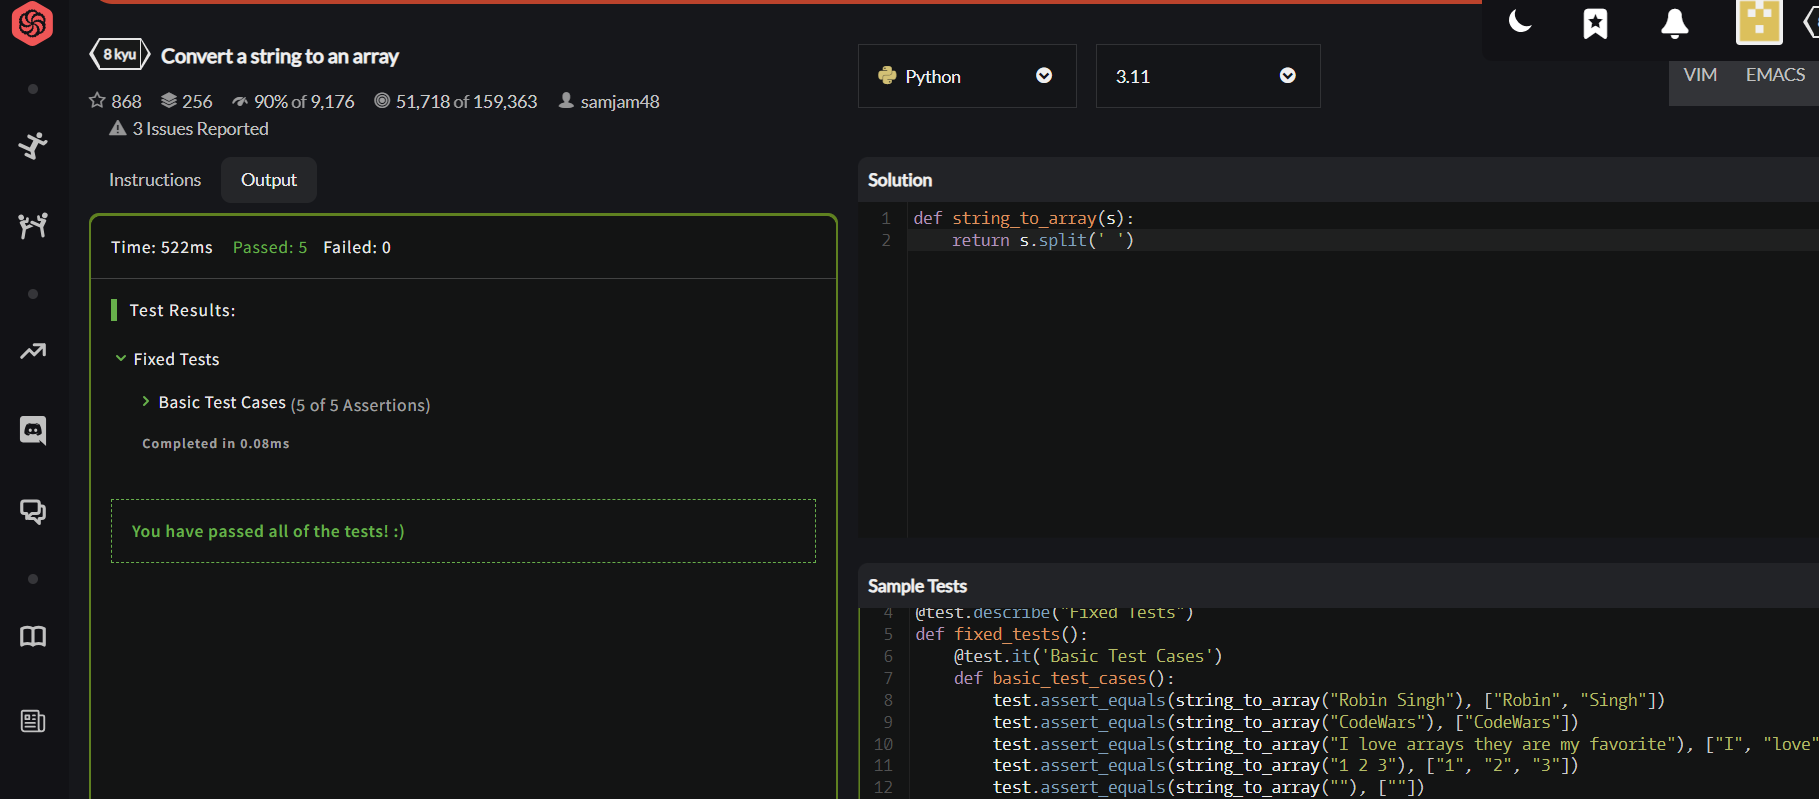 8 kyu Convert a string to an array
868 256 90% of 9,176 51,718 of 159,363 samjam48
3 Issues Reported
Instructions Output
Time: 522ms Passed: 5 Failed: 0
Test Results:
Fixed Tests
Basic Test Cases (5 of 5 Assertions)
Completed in 0.08ms
You have passed all of the tests! :)
Python 3.11
VIM EMACS
Solution
1 def string_to_array(s):
2 return s.split(' ')
Sample Tests
4 @test.describe("Fixed Tests")
5 def fixed_tests():
6 @test.it('Basic Test Cases')
7 def basic_test_cases():
8 test.assert_equals(string_to_array("Robin Singh"), ["Robin", "Singh"])
9 test.assert_equals(string_to_array("CodeWars"), ["CodeWars"])
10 test.assert_equals(string_to_array("I love arrays they are my favorite"), ["I", "love"
11 test.assert_equals(string_to_array("1 2 3"), ["1", "2", "3"])
12 test.assert_equals(string_to_array(""), [""])